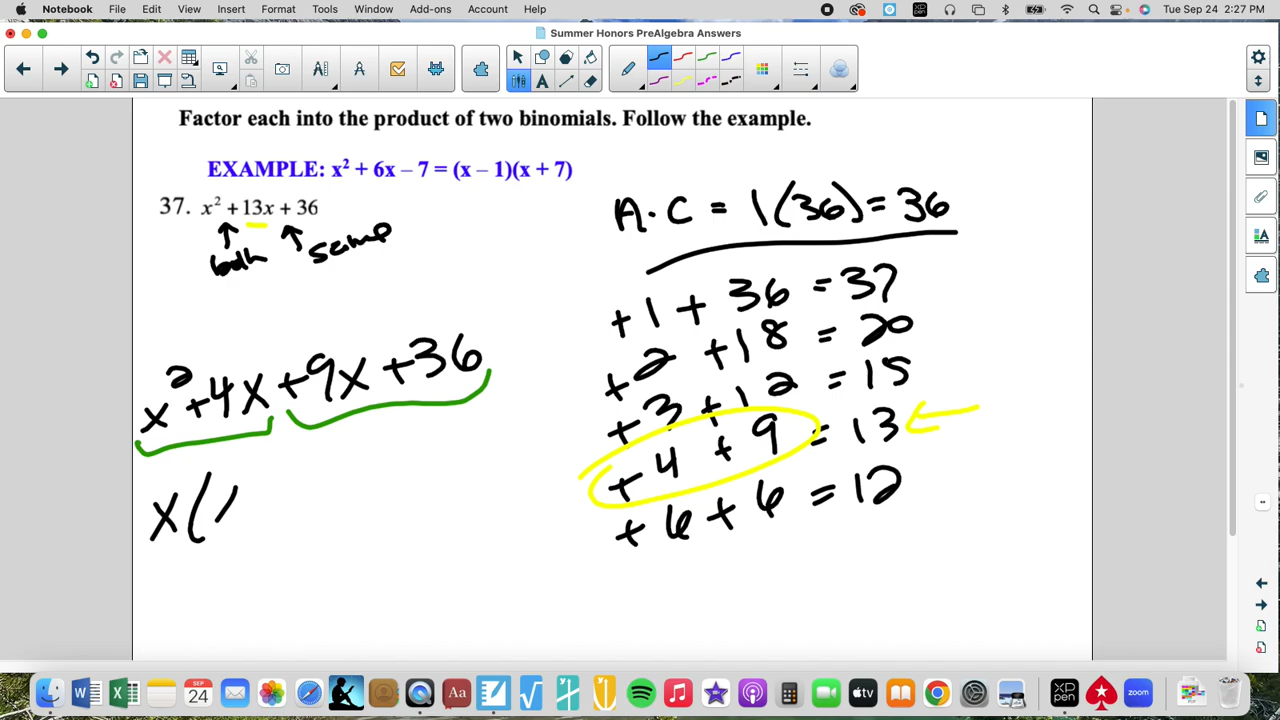 Notebook File Edit View Insert Format Tools Window Add-ons Account Help Tue Sep 24 2:27 PM
Summer Honors PreAlgebra Answers
Factor each into the product of two binomials. Follow the example.
EXAMPLE: x² + 6x – 7 = (x – 1)(x + 7)
37. x² + 13x + 36
both
same
A·C = 1(36) = 36
+1 + 36 = 37
+2 +18 = 20
+3 +12 = 15
+4 +9 = 13
+6 +6 = 12
x² +4x +9x +36
x(
SEP
24
zoom